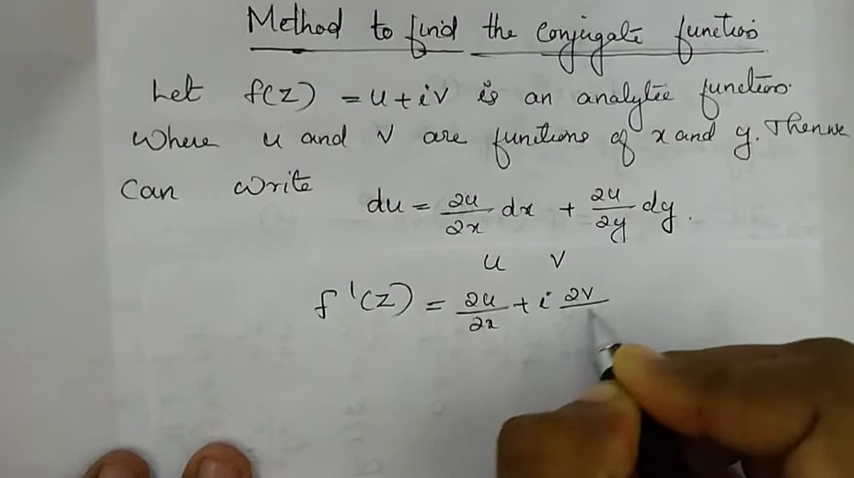 Method to find the conjugate function
Let f(z) = u + iv is an analytic function.
Where u and v are functions of x and y. Then we
can write du = ∂u/∂x dx + ∂u/∂y dy.
u v
f'(z) = ∂u/∂x + i ∂v/